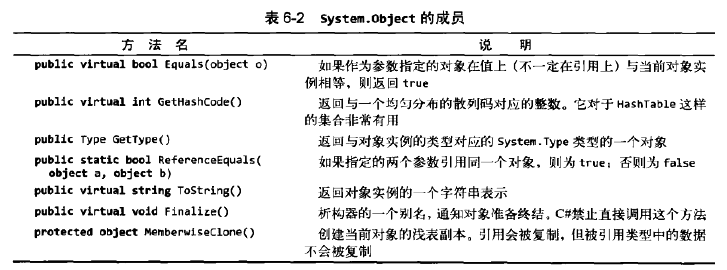 表 6-2 System.Object 的成员
方 法 名 说 明
public virtual bool Equals(object o) 如果作为参数指定的对象在值上（不一定在引用上）与当前对象实
例相等，则返回 true
public virtual int GetHashCode() 返回与一个均匀分布的散列码对应的整数。它对于 HashTable 这样
的集合非常有用
public Type GetType() 返回与对象实例的类型对应的 System.Type 类型的一个对象
public static bool ReferenceEquals( 如果指定的两个参数引用同一个对象，则为 true；否则为 false
object a, object b)
public virtual string ToString() 返回对象实例的一个字符串表示
public virtual void Finalize() 析构器的一个别名，通知对象准备终结。C#禁止直接调用这个方法
protected object MemberwiseClone() 创建当前对象的浅表副本。引用会被复制，但被引用类型中的数据
不会被复制